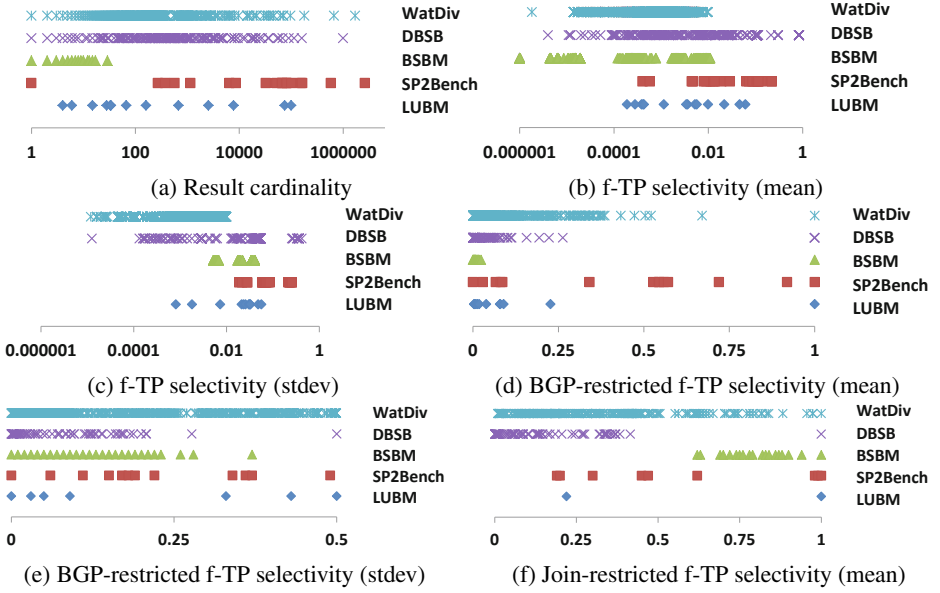 WatDiv
DBSB
BSBM
SP2Bench
LUBM
1 100 10000 1000000
(a) Result cardinality
WatDiv
DBSB
BSBM
SP2Bench
LUBM
0.000001 0.0001 0.01 1
(b) f-TP selectivity (mean)
WatDiv
DBSB
BSBM
SP2Bench
LUBM
0.000001 0.0001 0.01 1
(c) f-TP selectivity (stdev)
WatDiv
DBSB
BSBM
SP2Bench
LUBM
0 0.25 0.5 0.75 1
(d) BGP-restricted f-TP selectivity (mean)
WatDiv
DBSB
BSBM
SP2Bench
LUBM
0 0.25 0.5
(e) BGP-restricted f-TP selectivity (stdev)
WatDiv
DBSB
BSBM
SP2Bench
LUBM
0 0.25 0.5 0.75 1
(f) Join-restricted f-TP selectivity (mean)